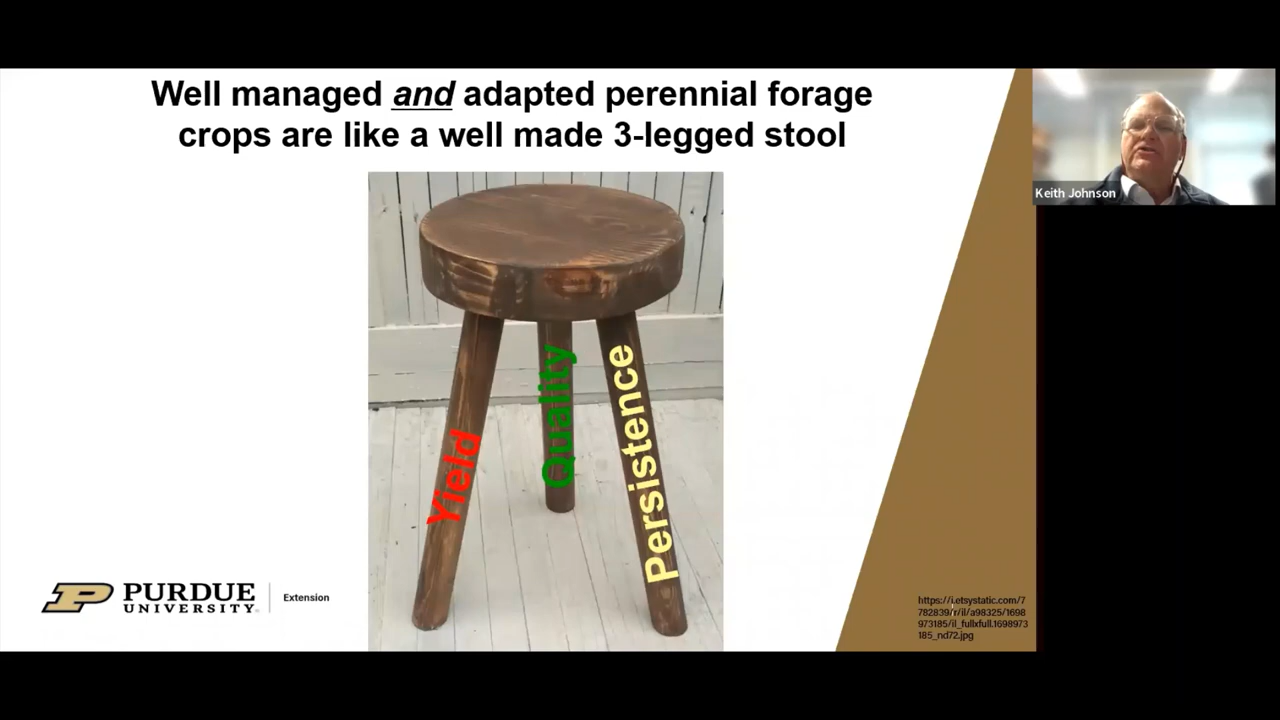 Well managed and adapted perennial forage
crops are like a well made 3-legged stool
Keith Johnson
Yield
Quality
Persistence
PURDUE
UNIVERSITY
Extension
https://i.etsystatic.com/7
782839/r/il/a98325/1698
973185/il_fullxfull.1698973
185_nd72.jpg